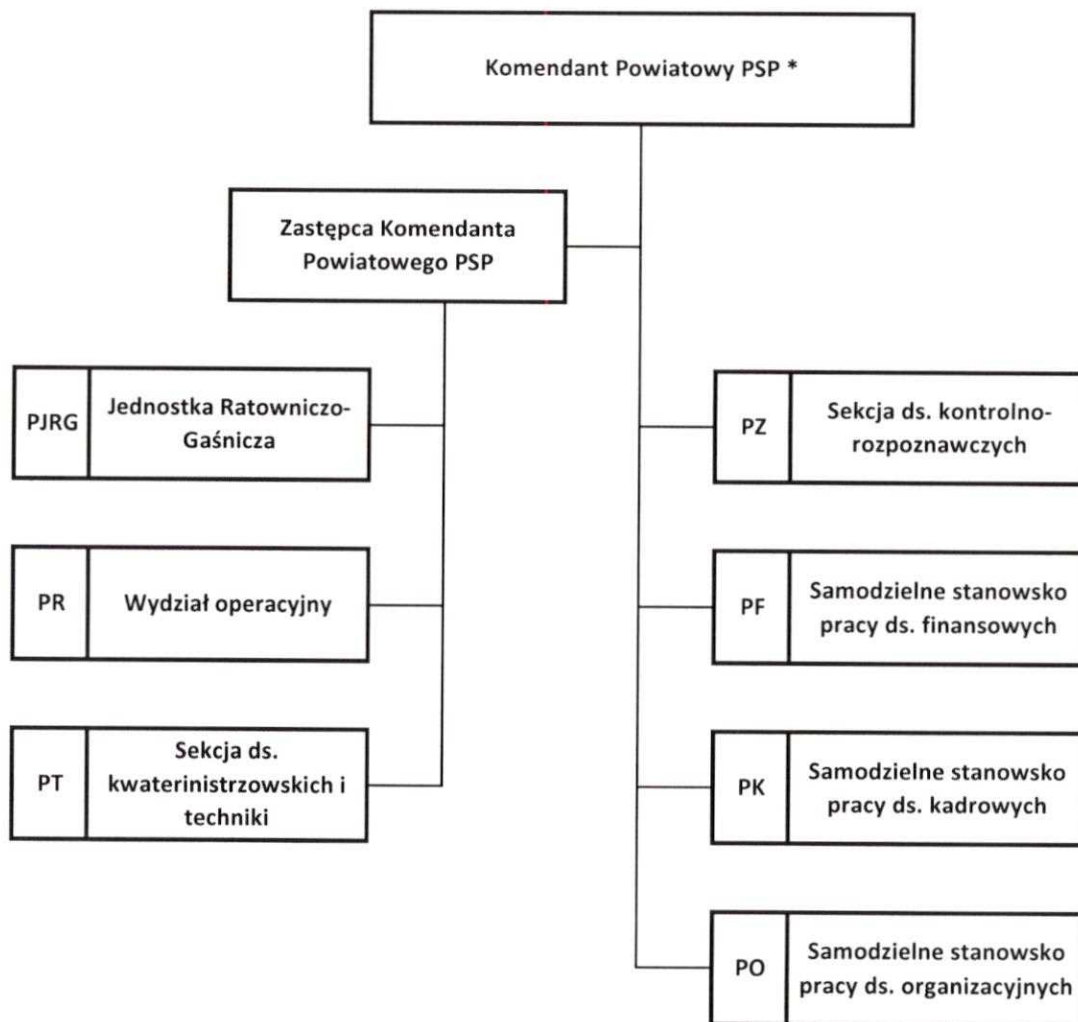 Komendant Powiatowy PSP *
Zastępca Komendanta
Powiatowego PSP
PJRG
Jednostka Ratowniczo-
Gaśnicza
PR
Wydział operacyjny
PT
Sekcja ds.
kwaterinistrzowskich i
techniki
PZ
Sekcja ds. kontrolno-
rozpoznawczych
PF
Samodzielne stanowsko
pracy ds. finansowych
PK
Samodzielne stanowsko
pracy ds. kadrowych
PO
Samodzielne stanowsko
pracy ds. organizacyjnych